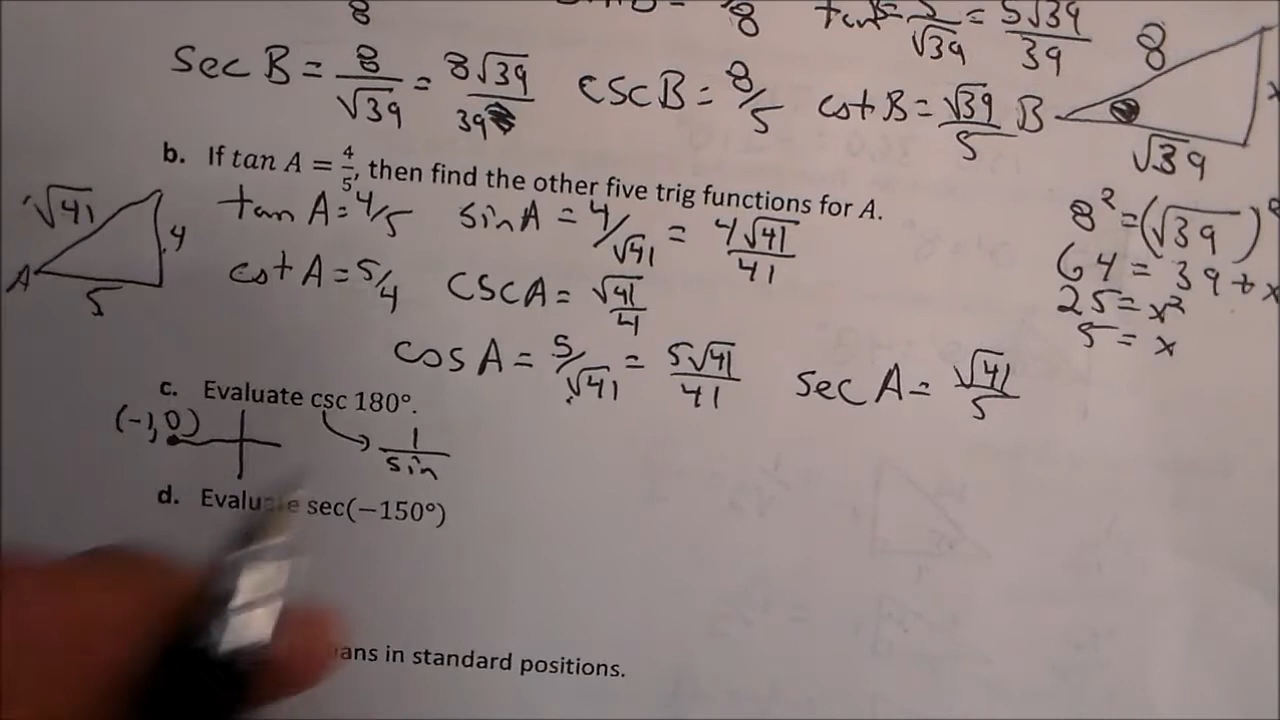 8
8
tan = 5/√39 = 5√39/39
8
sec B = 8/√39 = 8√39/39 csc B = 8/5 cot B = √39/5 B
√39
b. If tan A = 4/5, then find the other five trig functions for A.
√41 4 A 5
tan A = 4/5 sin A = 4/√41 = 4√41/41
8² = (√39)
64 = 39 + x
cot A = 5/4 csc A = √41/4
25 = x²
5 = x
cos A = 5/√41 = 5√41/41 sec A = √41/5
c. Evaluate csc 180°.
(-1, 0) 1/sin
d. Evaluate sec(−150°)
in standard positions.